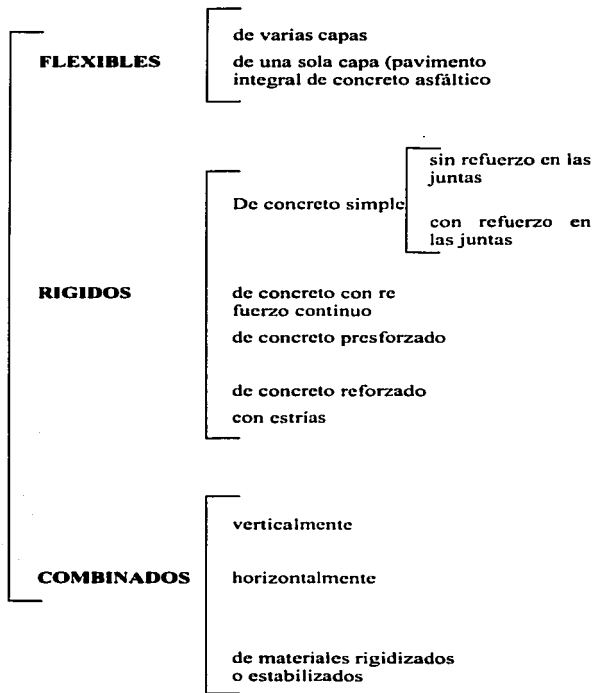 FLEXIBLES
de varias capas
de una sola capa (pavimento
integral de concreto asfáltico
RIGIDOS
De concreto simple
sin refuerzo en las
juntas
con refuerzo en
las juntas
de concreto con re
fuerzo continuo
de concreto presforzado
de concreto reforzado
con estrías
COMBINADOS
verticalmente
horizontalmente
de materiales rigidizados
o estabilizados